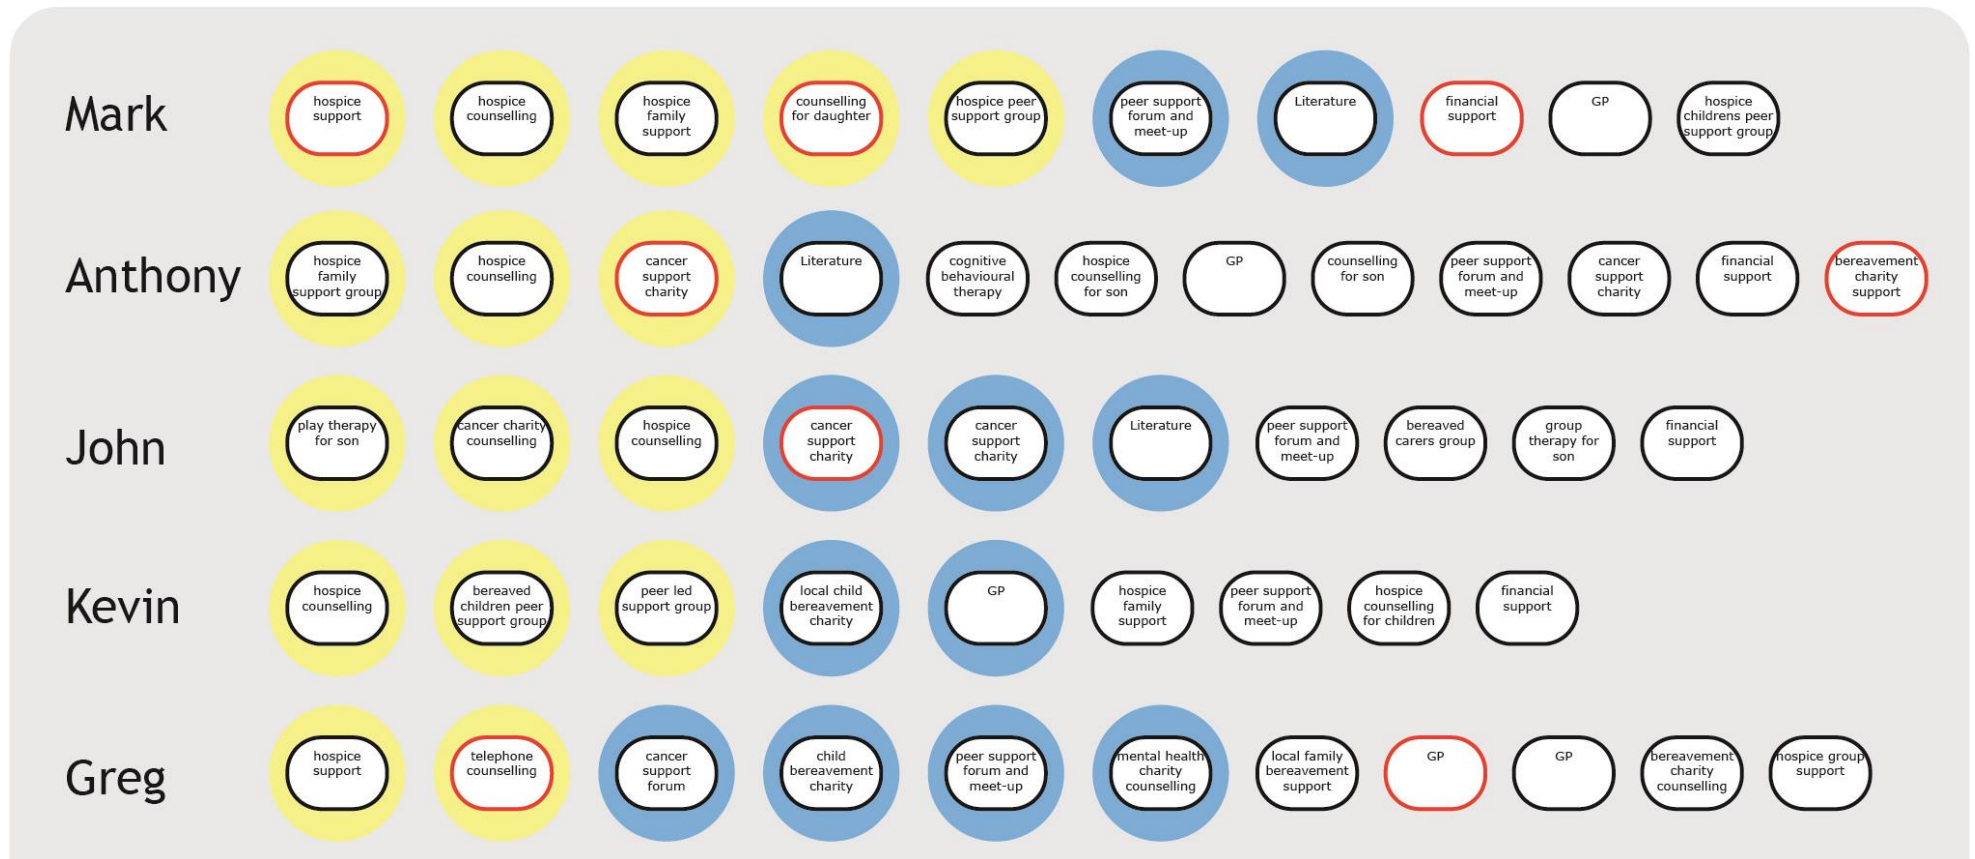 Mark
hospice
support
hospice
counselling
hospice
family
support
counselling
for daughter
hospice peer
support group
peer support
forum and
meet-up
Literature
financial
support
GP
hospice
childrens peer
support group
Anthony
hospice
family
support group
hospice
counselling
cancer
support
charity
Literature
cognitive
behavioural
therapy
hospice
counselling
for son
GP
counselling
for son
peer support
forum and
meet-up
cancer
support
charity
financial
support
bereavement
charity
support
John
play therapy
for son
cancer charity
counselling
hospice
counselling
cancer
support
charity
cancer
support
charity
Literature
peer support
forum and
meet-up
bereaved
carers group
group
therapy for
son
financial
support
Kevin
hospice
counselling
bereaved
children peer
support group
peer led
support group
local child
bereavement
charity
GP
hospice
family
support
peer support
forum and
meet-up
hospice
counselling
for children
financial
support
Greg
hospice
support
telephone
counselling
cancer
support
forum
child
bereavement
charity
peer support
forum and
meet-up
mental health
charity
counselling
local family
bereavement
support
GP
GP
bereavement
charity
counselling
hospice group
support